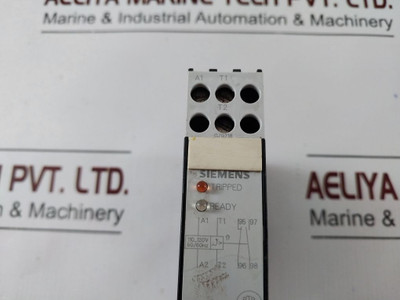 AELIYA MARINE TECH PVT. LTD.
Marine & Industrial Automation & Machinery
A1 T1
T2
SIEMENS
TRIPPED
READY
A1 T1 95 97
A2 T2 96 98
PVT. LTD.
n & Machinery
AELIYA
Marine &